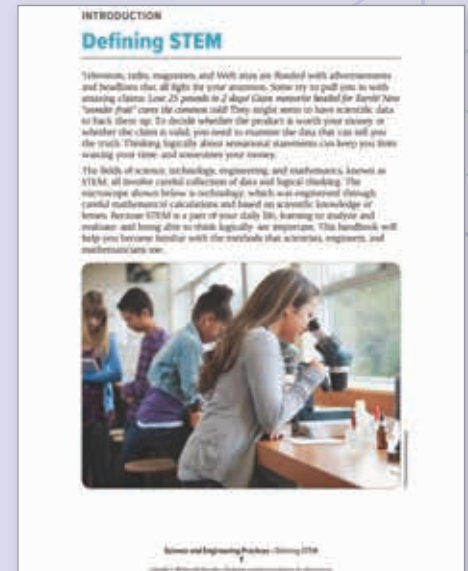 INTRODUCTION
Defining STEM
Television, radio, magazines, and Web sites are flooded with advertisements
and headlines that all fight for your attention. Some try to pull you in with
amazing claims: Lose 25 pounds in 2 days! Giant meteorite headed for Earth! New
"wonder fruit" cures the common cold! They might seem to have scientific data
to back them up. To decide whether the product is worth your money or
whether the claim is valid, you need to examine the data that can tell you
the truth. Thinking logically about sensational statements can keep you from
wasting your time and sometimes your money.
The fields of science, technology, engineering, and mathematics, known as
STEM, all involve careful collection of data and logical thinking. The
microscope shown below is technology, which was engineered through
careful mathematical calculations and based on scientific knowledge of
lenses. Because STEM is a part of your daily life, learning to analyze and
evaluate and being able to think logically are important. This handbook will
help you become familiar with the methods that scientists, engineers, and
mathematicians use.
Science and Engineering Practices • Defining STEM